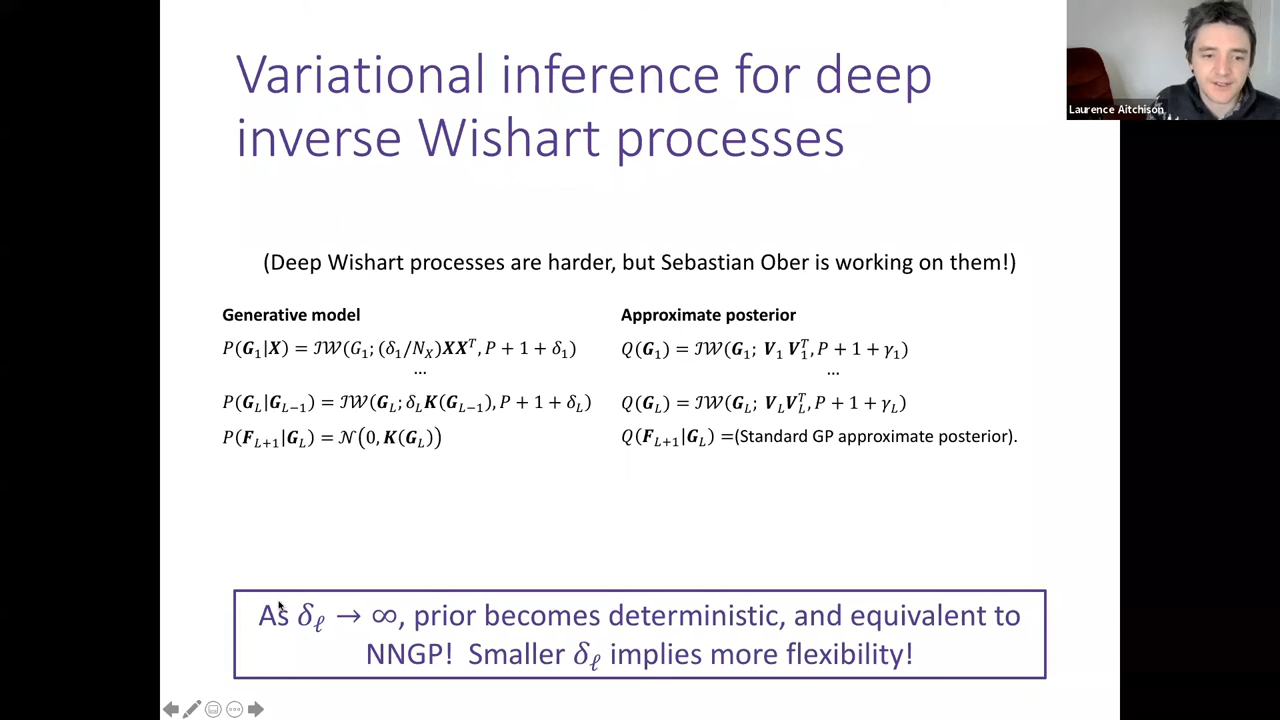 Variational inference for deep
inverse Wishart processes
Laurence Aitchison
(Deep Wishart processes are harder, but Sebastian Ober is working on them!)
Generative model
P(G₁|X) = 𝒥𝒲(G₁; (δ₁/N_X)XXᵀ, P + 1 + δ₁)
...
P(G_L|G_{L−1}) = 𝒥𝒲(G_L; δ_L K(G_{L−1}), P + 1 + δ_L)
P(F_{L+1}|G_L) = 𝒩(0, K(G_L))
Approximate posterior
Q(G₁) = 𝒥𝒲(G₁; V₁ V₁ᵀ, P + 1 + γ₁)
...
Q(G_L) = 𝒥𝒲(G_L; V_L V_Lᵀ, P + 1 + γ_L)
Q(F_{L+1}|G_L) =(Standard GP approximate posterior).
As δ_ℓ → ∞, prior becomes deterministic, and equivalent to
NNGP! Smaller δ_ℓ implies more flexibility!